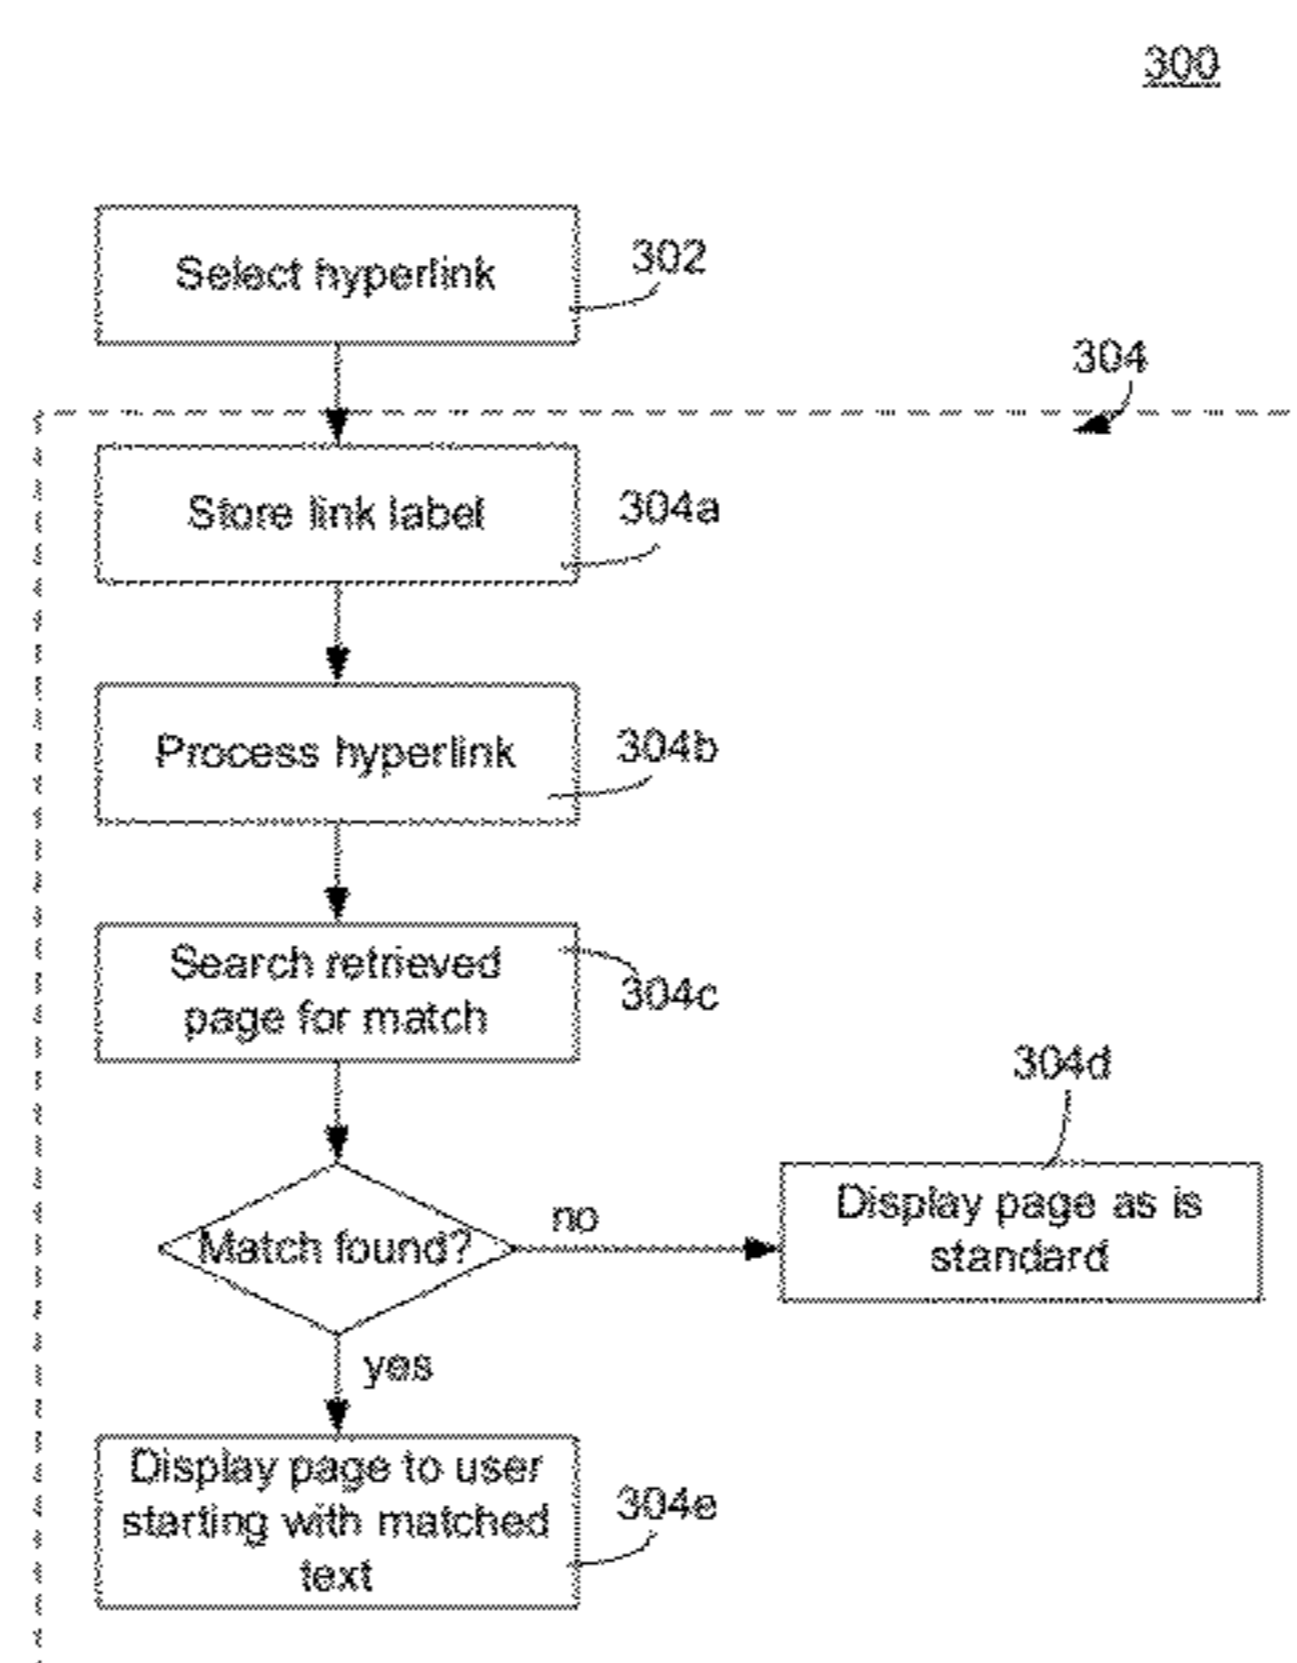 300
Select hyperlink
302
304
Store link label
304a
Process hyperlink
304b
Search retrieved
page for match
304c
304d
Match found?
no
Display page as is
standard
yes
Display page to user
starting with matched
text
304e